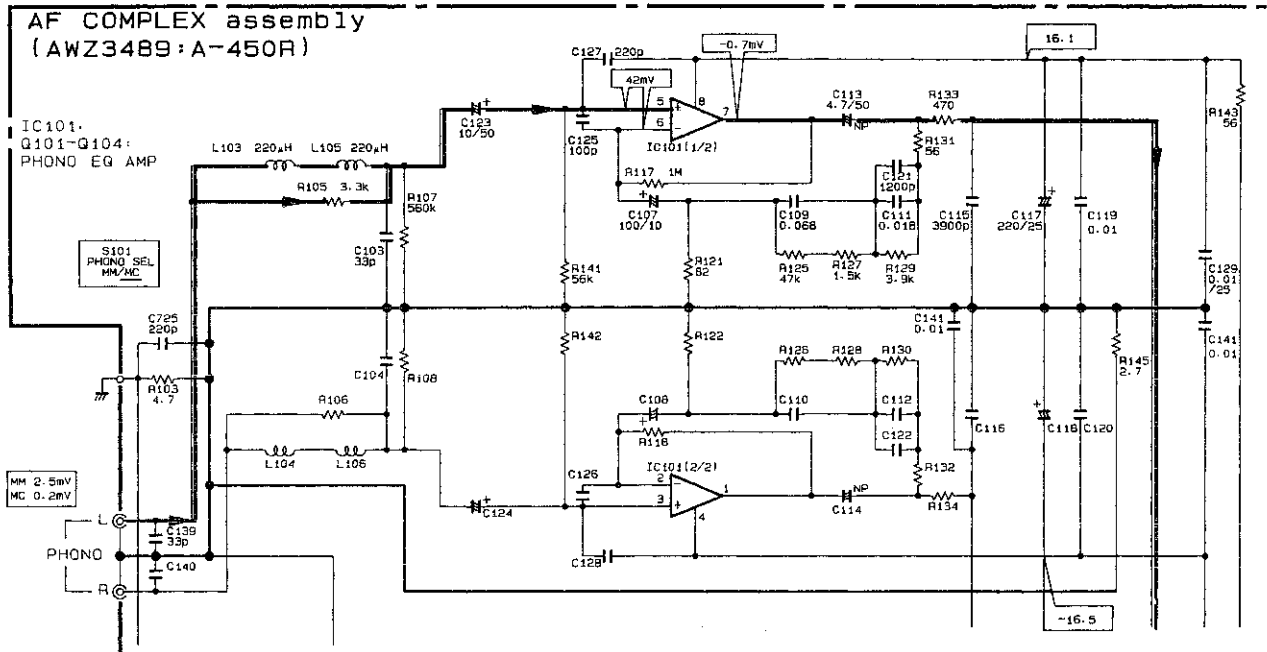 AF COMPLEX assembly
(AWZ3489:A-450R)
IC101.
Q101-Q104:
PHONO EQ AMP
C127 220p
-0.7mV
16.1
42mV
C123
10/50
C125
100p
5
6
7
8
IC101(1/2)
C113
4.7/50
NP
R133
470
R143
56
R131
56
L103 220μH L105 220μH
R105 3.3k
R107
560k
R117 1M
C121
1200p
C107
100/10
C109
0.068
C111
0.018
C115
3900p
C117
220/25
C119
0.01
S101
PHONO SEL
MM/MC
C103
33p
R141
56k
R121
82
R125
47k
R127
1.5k
R129
3.9k
C129
0.01
/25
C725
220p
R142
R122
C141
0.01
C141
0.01
R145
2.7
R103
4.7
C104
R108
R126 R128 R130
R106
C108
C110
C112
C116
C118
C120
R118
C122
L104 L106
C126
IC101(2/2)
R132
MM 2.5mV
MC 0.2mV
2
3
1
4
NP
C124
C114
R134
L
C139
33p
PHONO
C140
R
C128
-16.5